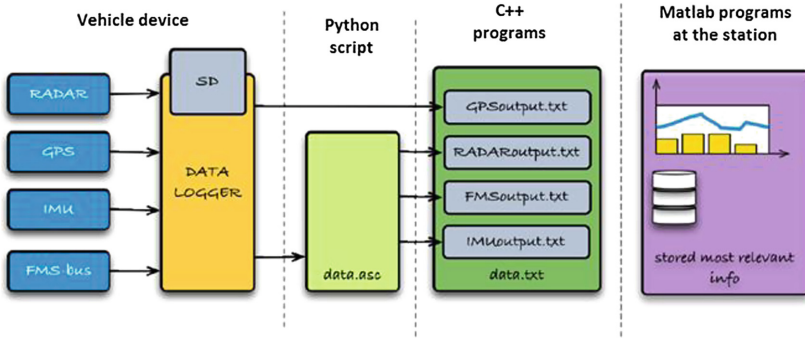 Vehicle device
Python
script
C++
programs
Matlab programs
at the station
RADAR
GPS
IMU
FMS-bus
SD
DATA
LOGGER
data.asc
GPSoutput.txt
RADARoutput.txt
FMSoutput.txt
IMUoutput.txt
data.txt
stored most relevant
info